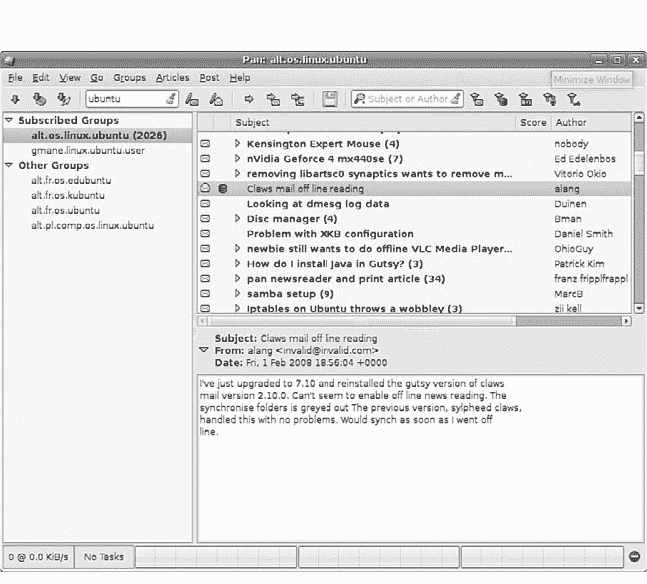 Pan: alt.os.linux.ubuntu
File Edit View Go Groups Articles Post Help
Minimize Window
ubuntu
Subject or Author
Subscribed Groups
alt.os.linux.ubuntu (2026)
gmane.linux.ubuntu.user
Other Groups
alt.fr.os.edubuntu
alt.fr.os.kubuntu
alt.fr.os.ubuntu
alt.pl.comp.os.linux.ubuntu
Subject Score Author
Kensington Expert Mouse (4) nobody
nVidia Geforce 4 mx440se (7) Ed Edelenbos
removing libartsc0 synaptics wants to remove m... Vitorio Okio
Claws mail off line reading alang
Looking at dmesg log data Duinen
Disc manager (4) Bman
Problem with XKB configuration Daniel Smith
newbie still wants to do offline VLC Media Player... OhioGuy
How do I install Java in Gutsy? (3) Patrick Kim
pan newsreader and print article (34) franz fripplfrappl
samba setup (9) MarcB
Iptables on Ubuntu throws a wobbley (3) zii kell
Subject: Claws mail off line reading
From: alang <invalid@invalid.com>
Date: Fri, 1 Feb 2008 18:56:04 +0000
I've just upgraded to 7.10 and reinstalled the gutsy version of claws
mail version 2.10.0. Can't seem to enable off line news reading. The
synchronise folders is greyed out The previous version, sylpheed claws,
handled this with no problems. Would synch as soon as I went off
line.
0 @ 0.0 KiB/s No Tasks